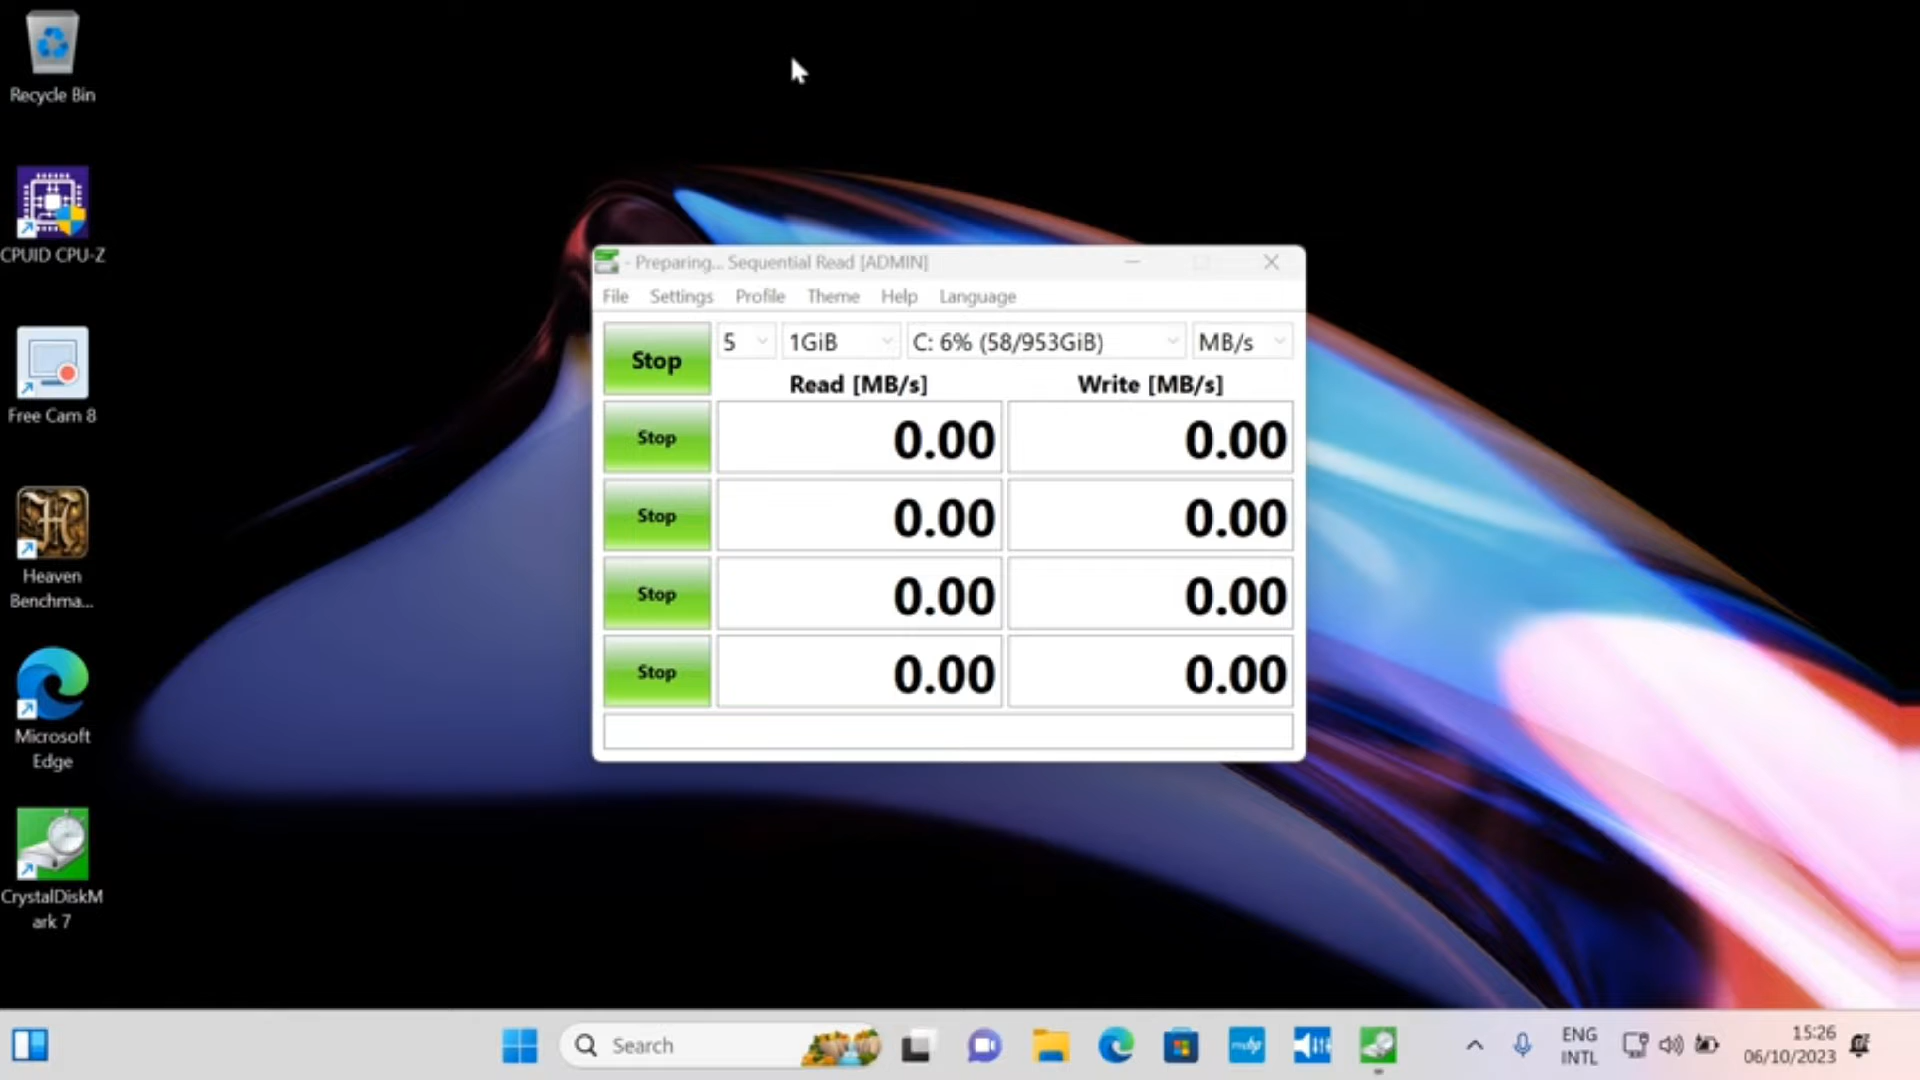 Recycle Bin
CPUID CPU-Z
Free Cam 8
Heaven
Benchma...
Microsoft
Edge
CrystalDiskM
ark 7
- Preparing... Sequential Read [ADMIN]
File Settings Profile Theme Help Language
Stop 5 1GiB C: 6% (58/953GiB) MB/s
Read [MB/s] Write [MB/s]
Stop 0.00 0.00
Stop 0.00 0.00
Stop 0.00 0.00
Stop 0.00 0.00
Search
myhp
ENG
INTL
15:26
06/10/2023